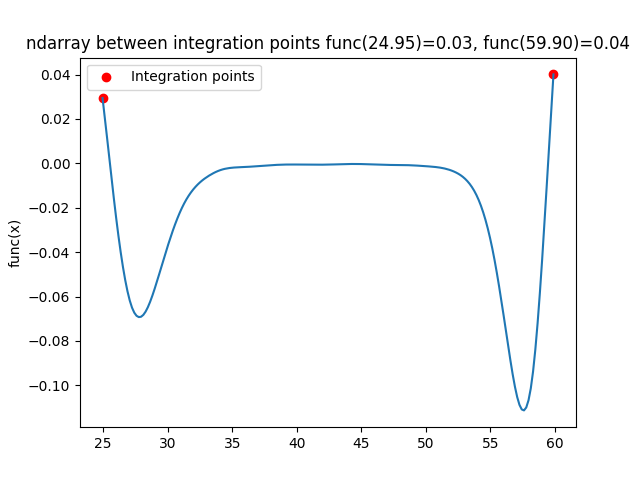 ndarray between integration points func(24.95)=0.03, func(59.90)=0.04
Integration points
func(x)
0.04
0.02
0.00
−0.02
−0.04
−0.06
−0.08
−0.10
25 30 35 40 45 50 55 60